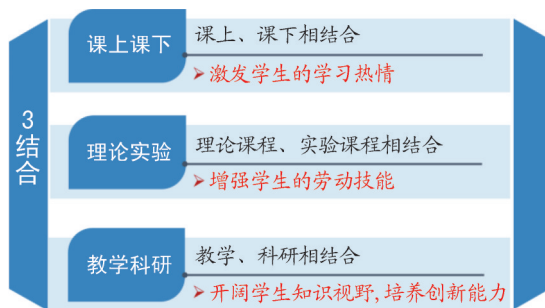 3结合
课上课下
课上、课下相结合
➢激发学生的学习热情
理论实验
理论课程、实验课程相结合
➢增强学生的劳动技能
教学科研
教学、科研相结合
➢开阔学生知识视野,培养创新能力